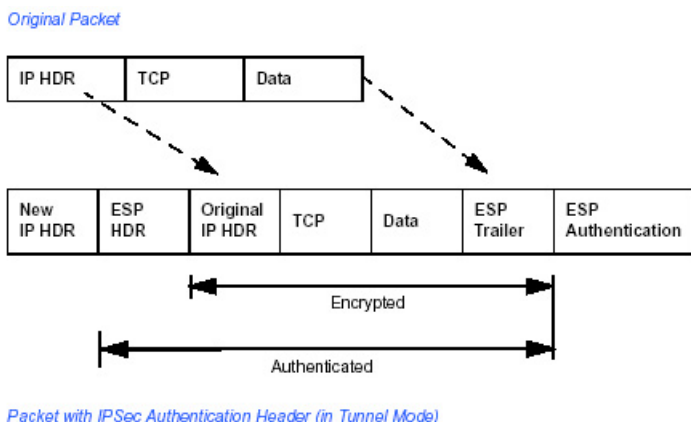 Original Packet
IP HDR TCP Data
New IP HDR ESP HDR Original IP HDR TCP Data ESP Trailer ESP Authentication
Encrypted
Authenticated
Packet with IPSec Authentication Header (in Tunnel Mode)